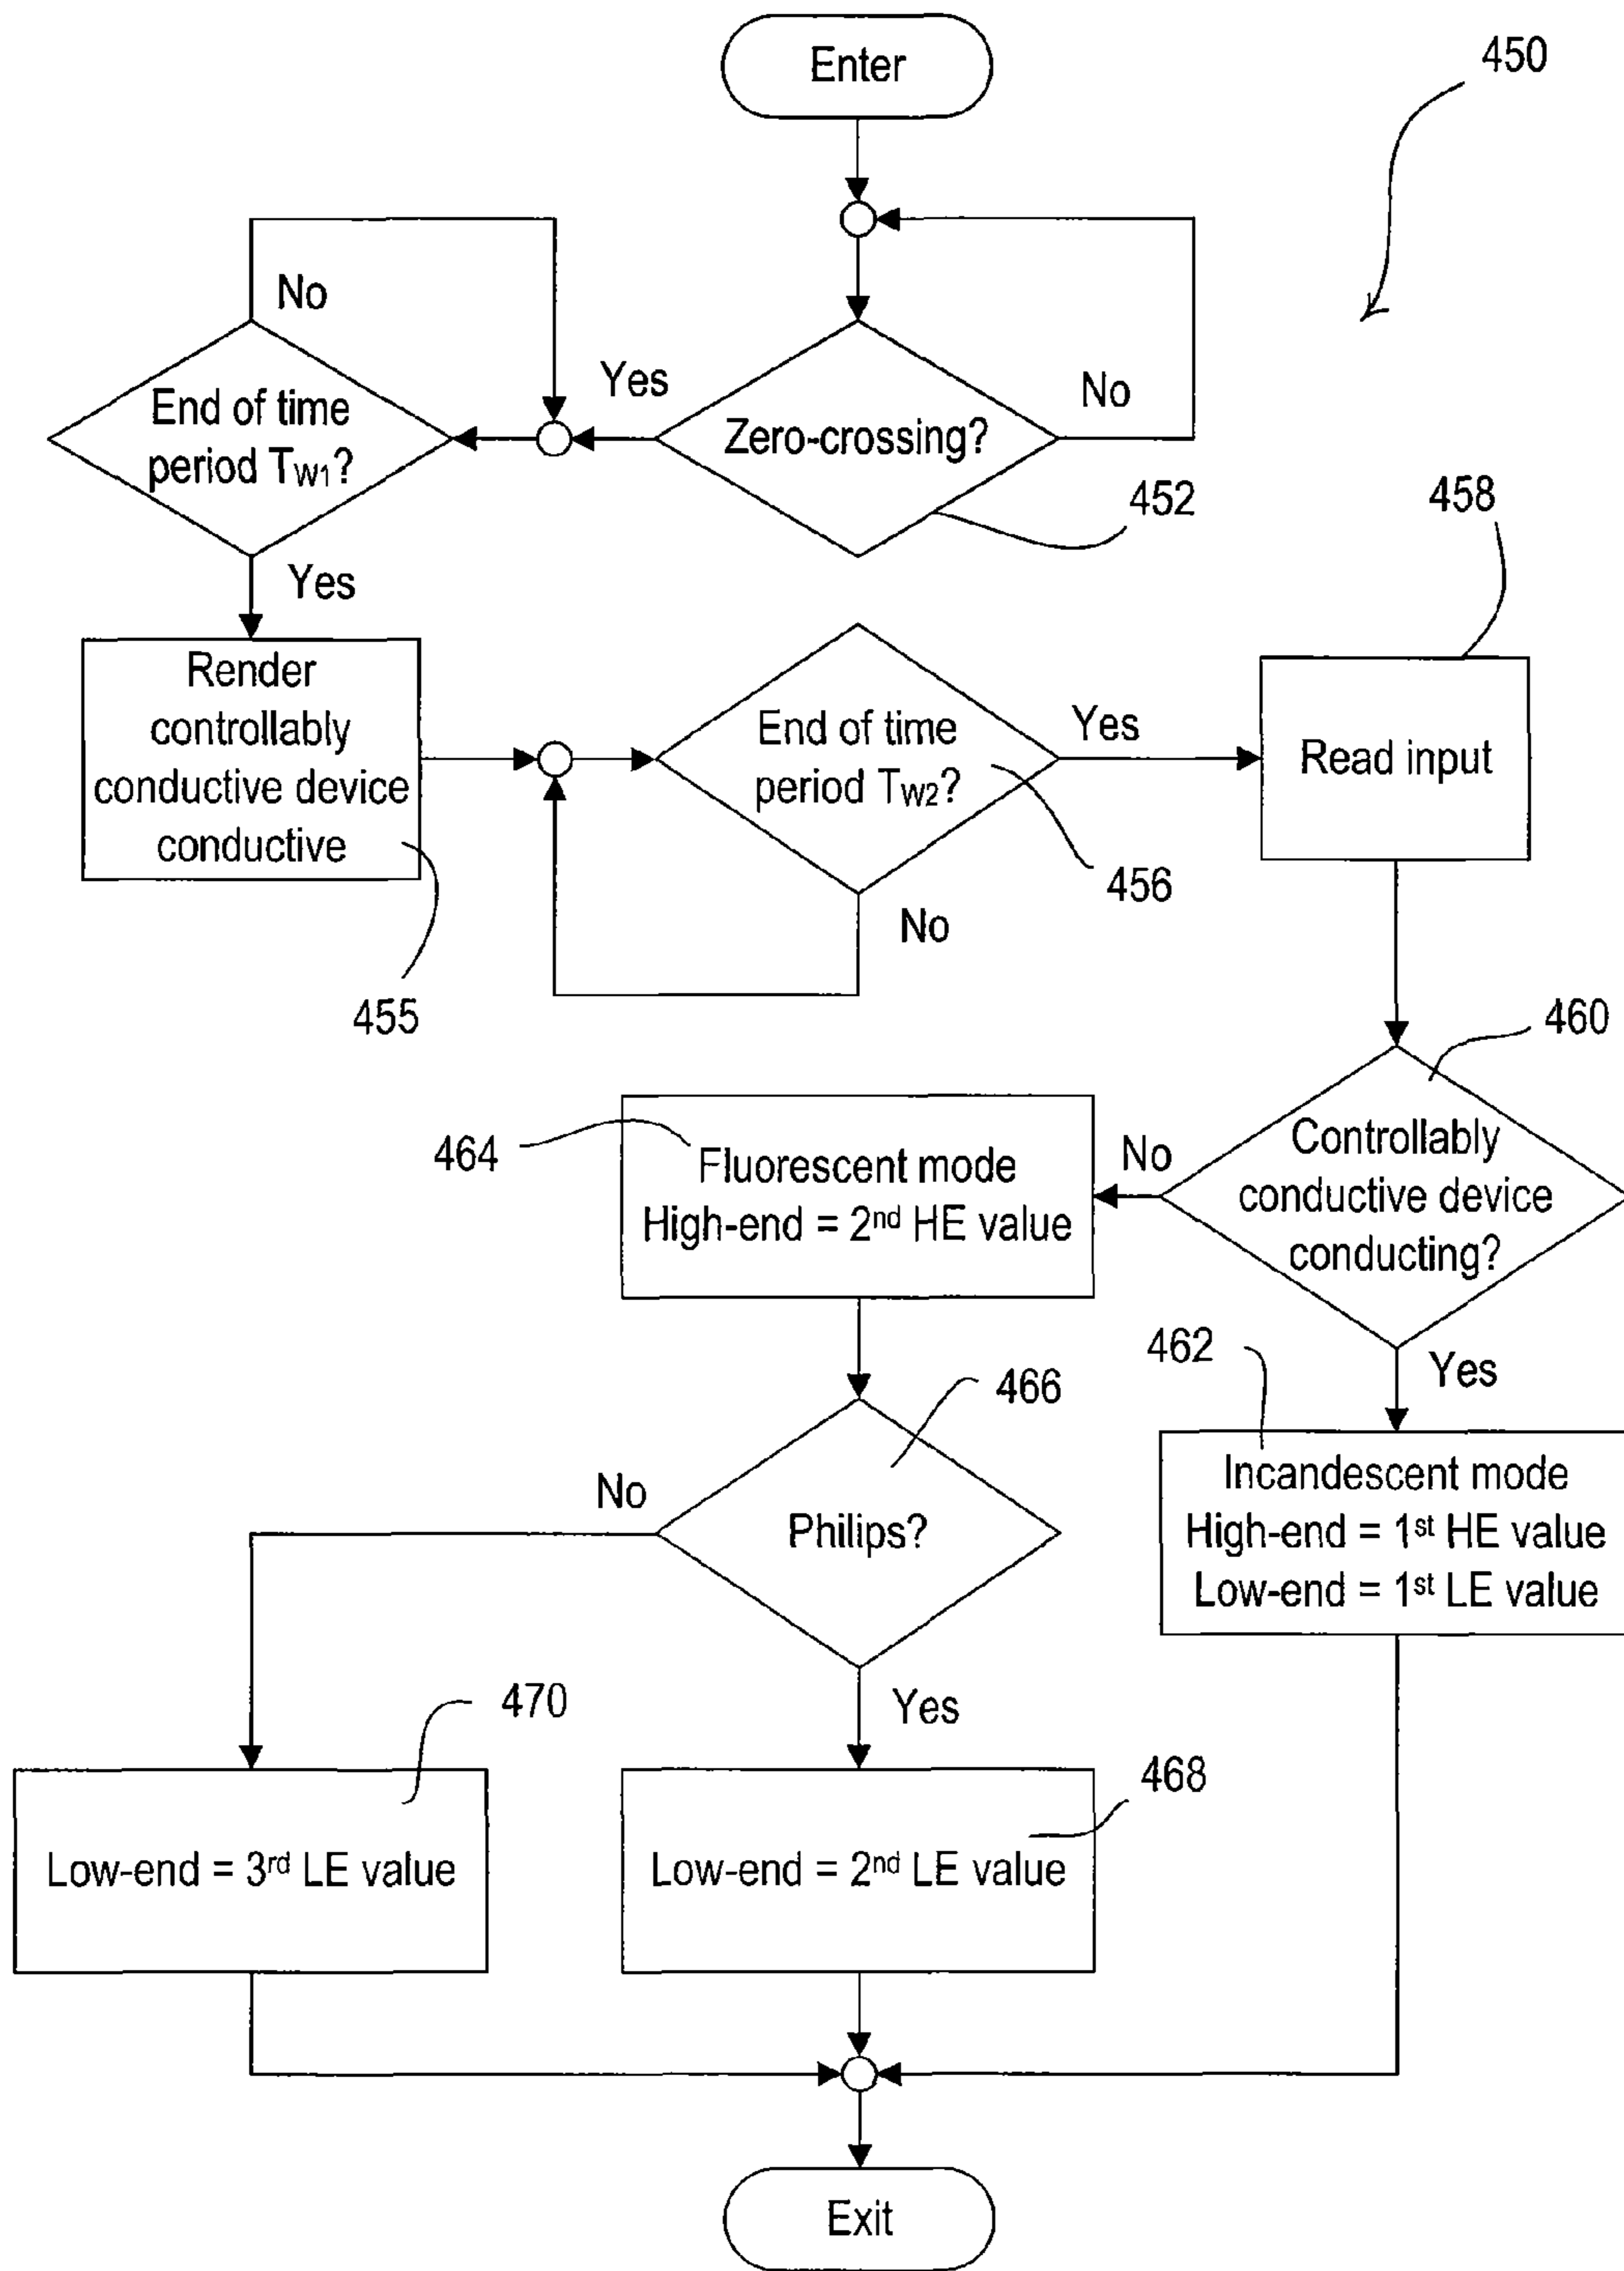 Enter
450
No
Yes
No
End of time
period TW1?
Zero-crossing?
452
458
Yes
Render
controllably
conductive device
conductive
End of time
period TW2?
Yes
Read input
456
No
455
460
464
Fluorescent mode
High-end = 2nd HE value
No
Controllably
conductive device
conducting?
462
Yes
466
No
Philips?
Incandescent mode
High-end = 1st HE value
Low-end = 1st LE value
470
Yes
468
Low-end = 3rd LE value
Low-end = 2nd LE value
Exit